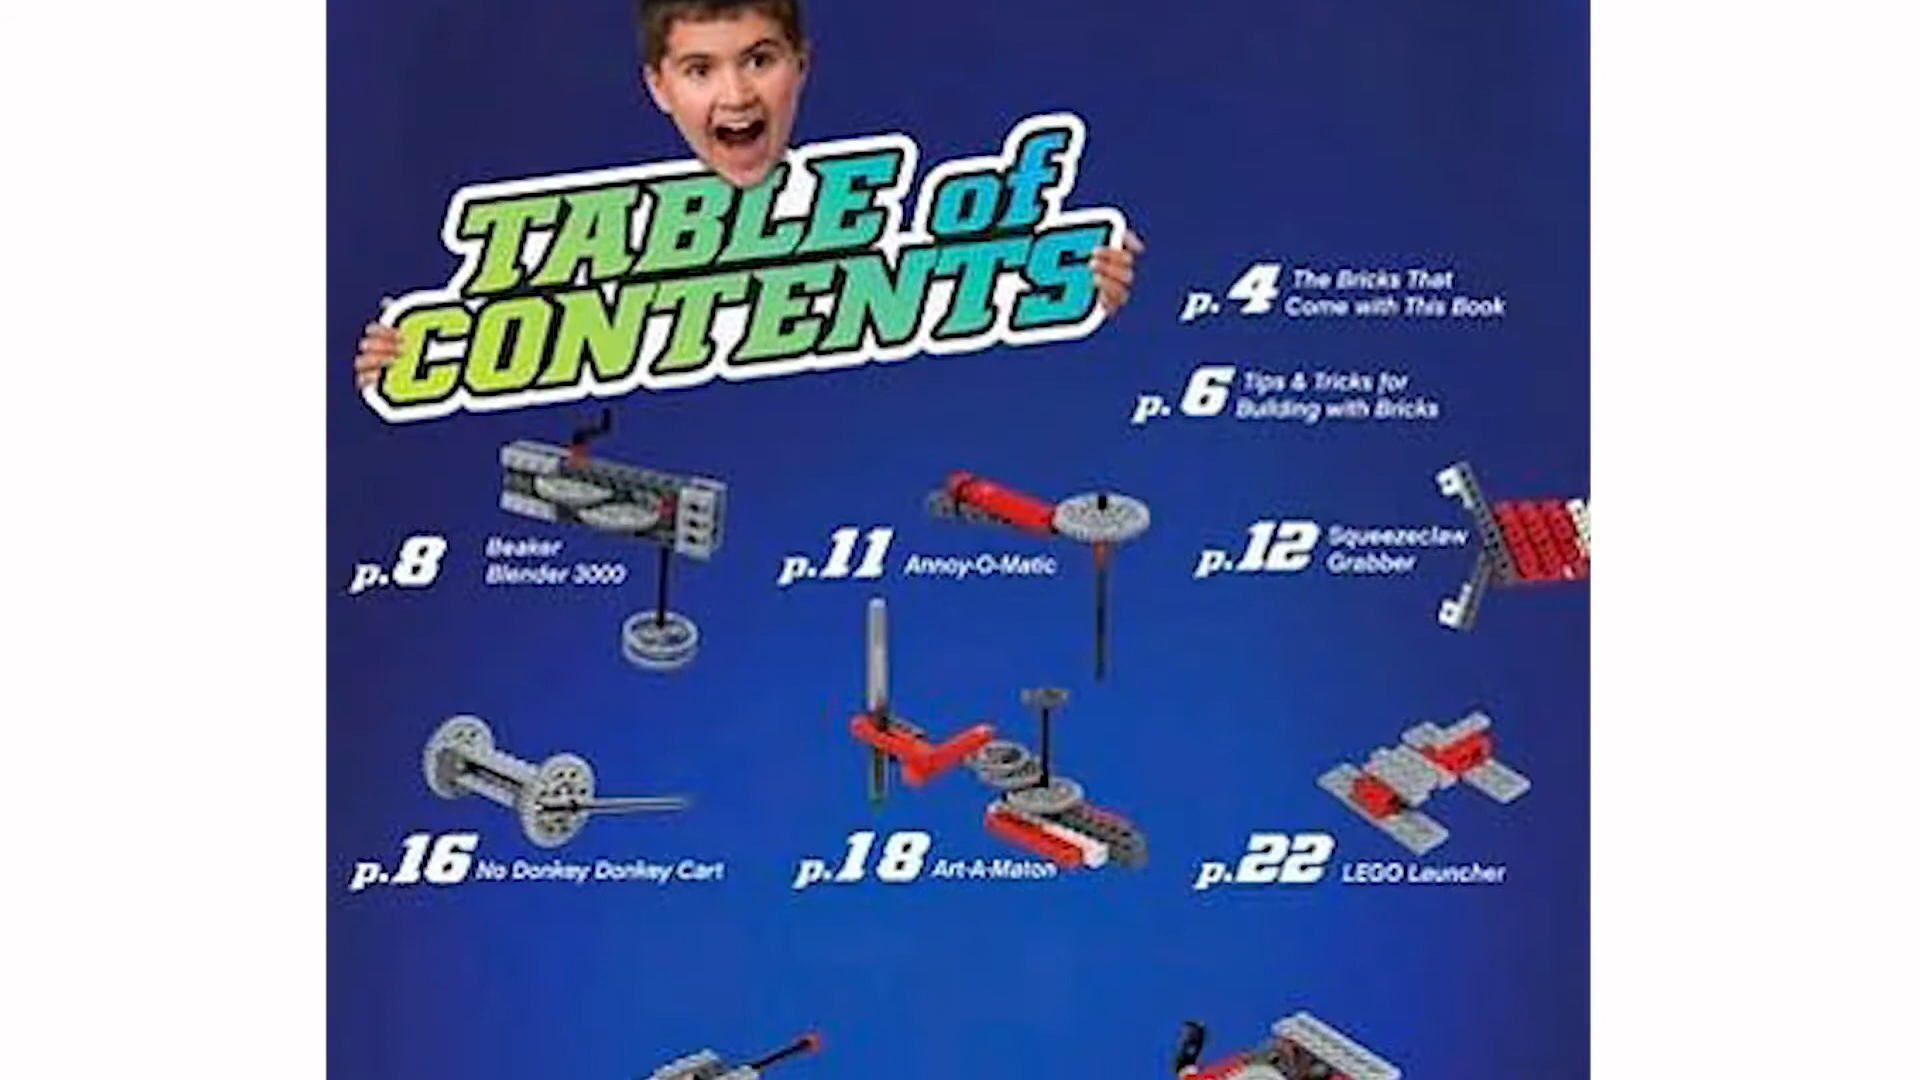 TABLE of
CONTENTS
p. 4 The Bricks That
Come with This Book
p. 6 Tips & Tricks for
Building with Bricks
p. 8 Beaker
Blender 3000
p. 11 Annoy-O-Matic
p. 12 Squeezeclaw
Grabber
p. 16 No Donkey Donkey Cart
p. 18 Art-A-Maton
p. 22 LEGO Launcher